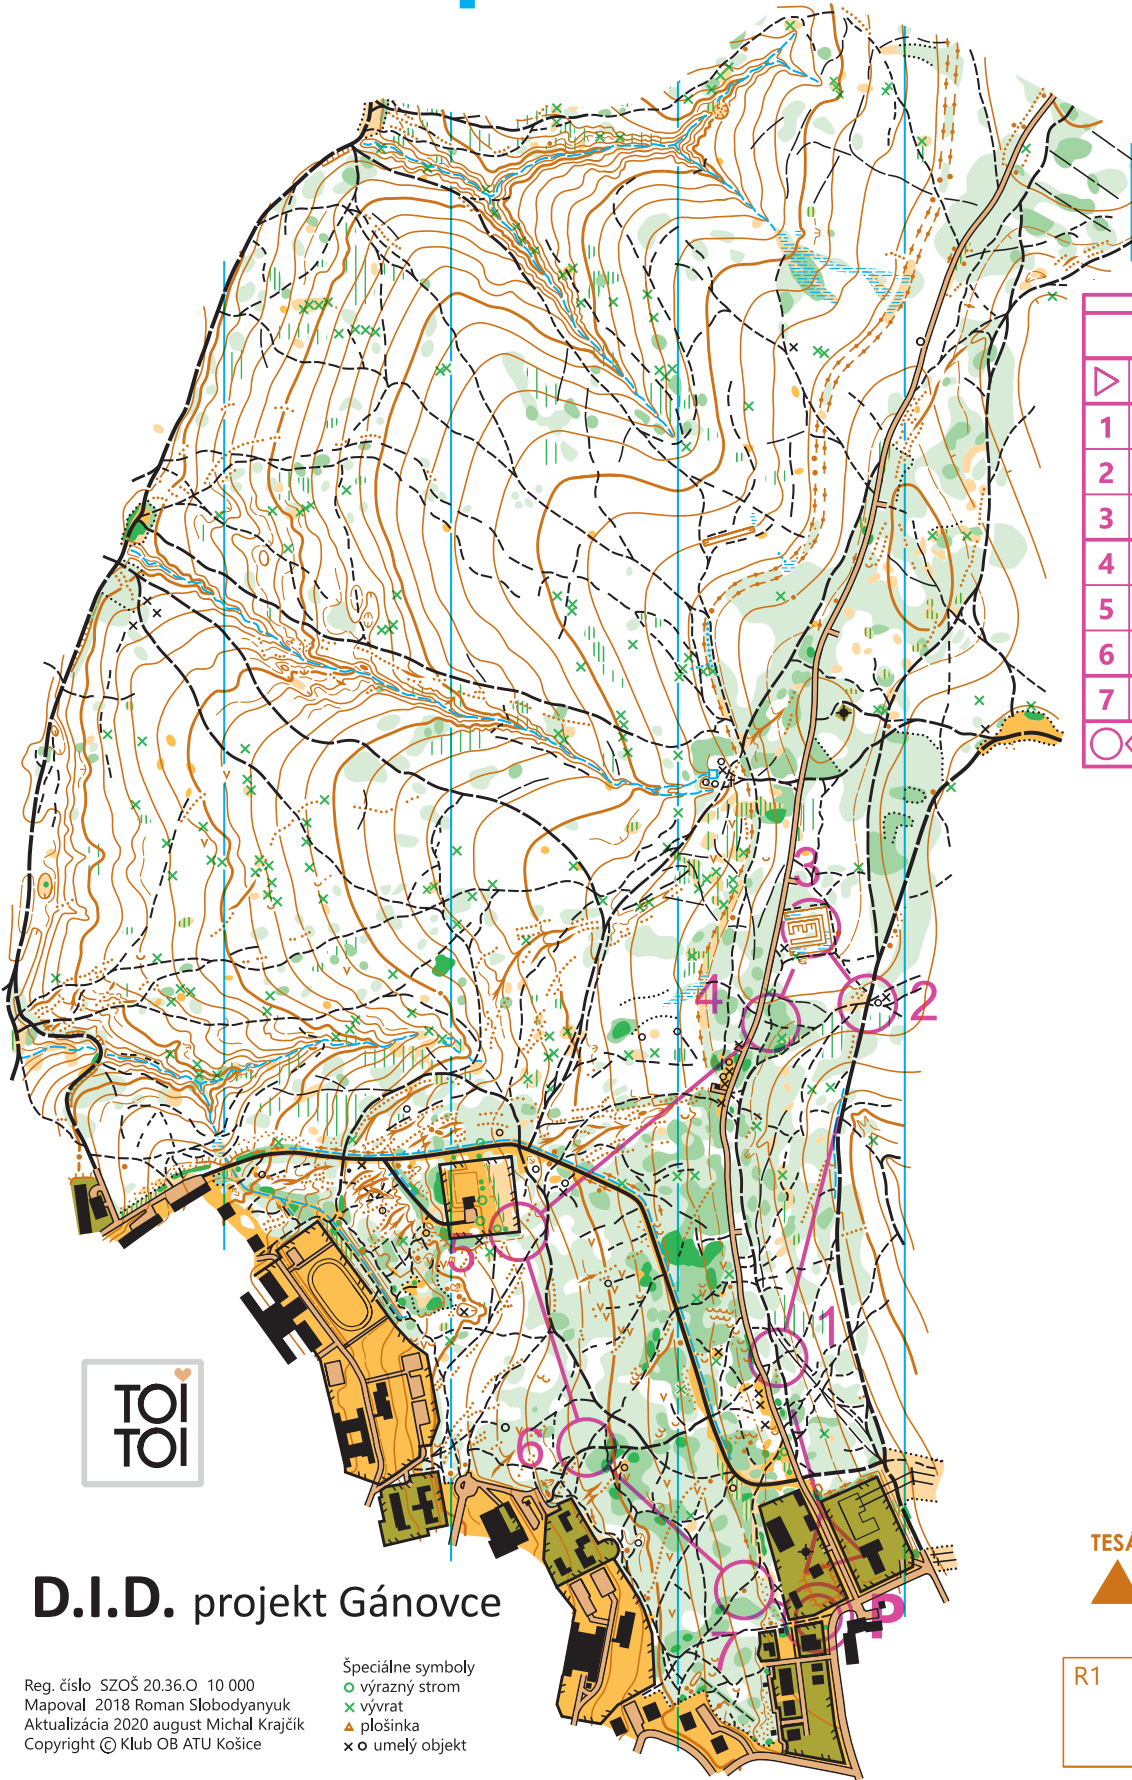 1
2
3
4
5
6
7
3
2
4
5
1
6
7
P
TOI
TOI
D.I.D. projekt Gánovce
Reg. číslo SZOŠ 20.36.O 10 000
Mapoval 2018 Roman Slobodyanyuk
Aktualizácia 2020 august Michal Krajčík
Copyright © Klub OB ATU Košice
Špeciálne symboly
výrazný strom
vývrat
plošinka
umelý objekt
R1